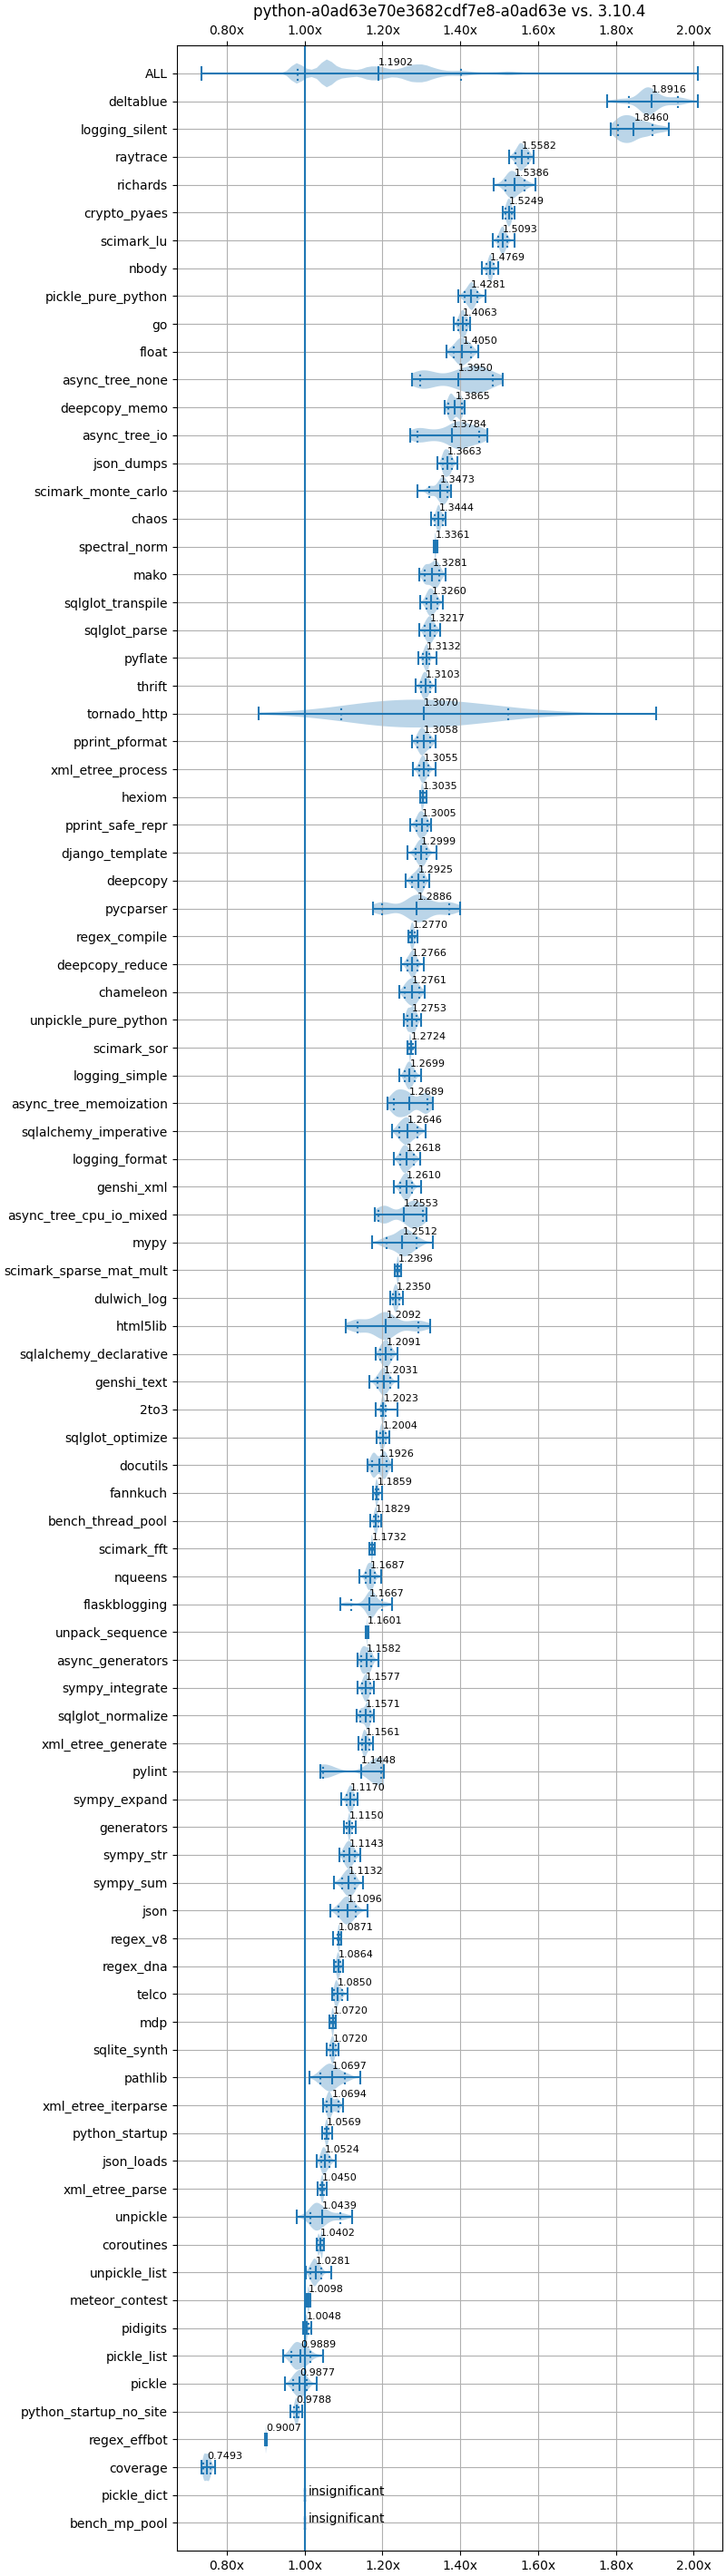 python-a0ad63e70e3682cdf7e8-a0ad63e vs. 3.10.4
0.80x 1.00x 1.20x 1.40x 1.60x 1.80x 2.00x
ALL 1.1902
deltablue 1.8916
logging_silent 1.8460
raytrace 1.5582
richards 1.5386
crypto_pyaes 1.5249
scimark_lu 1.5093
nbody 1.4769
pickle_pure_python 1.4281
go 1.4063
float 1.4050
async_tree_none 1.3950
deepcopy_memo 1.3865
async_tree_io 1.3784
json_dumps 1.3663
scimark_monte_carlo 1.3473
chaos 1.3444
spectral_norm 1.3361
mako 1.3281
sqlglot_transpile 1.3260
sqlglot_parse 1.3217
pyflate 1.3132
thrift 1.3103
tornado_http 1.3070
pprint_pformat 1.3058
xml_etree_process 1.3055
hexiom 1.3035
pprint_safe_repr 1.3005
django_template 1.2999
deepcopy 1.2925
pycparser 1.2886
regex_compile 1.2770
deepcopy_reduce 1.2766
chameleon 1.2761
unpickle_pure_python 1.2753
scimark_sor 1.2724
logging_simple 1.2699
async_tree_memoization 1.2689
sqlalchemy_imperative 1.2646
logging_format 1.2618
genshi_xml 1.2610
async_tree_cpu_io_mixed 1.2553
mypy 1.2512
scimark_sparse_mat_mult 1.2396
dulwich_log 1.2350
html5lib 1.2092
sqlalchemy_declarative 1.2091
genshi_text 1.2031
2to3 1.2023
sqlglot_optimize 1.2004
docutils 1.1926
fannkuch 1.1859
bench_thread_pool 1.1829
scimark_fft 1.1732
nqueens 1.1687
flaskblogging 1.1667
unpack_sequence 1.1601
async_generators 1.1582
sympy_integrate 1.1577
sqlglot_normalize 1.1571
xml_etree_generate 1.1561
pylint 1.1448
sympy_expand 1.1170
generators 1.1150
sympy_str 1.1143
sympy_sum 1.1132
json 1.1096
regex_v8 1.0871
regex_dna 1.0864
telco 1.0850
mdp 1.0720
sqlite_synth 1.0720
pathlib 1.0697
xml_etree_iterparse 1.0694
python_startup 1.0569
json_loads 1.0524
xml_etree_parse 1.0450
unpickle 1.0439
coroutines 1.0402
unpickle_list 1.0281
meteor_contest 1.0098
pidigits 1.0048
pickle_list 0.9889
pickle 0.9877
python_startup_no_site 0.9788
regex_effbot 0.9007
coverage 0.7493
pickle_dict insignificant
bench_mp_pool insignificant
0.80x 1.00x 1.20x 1.40x 1.60x 1.80x 2.00x